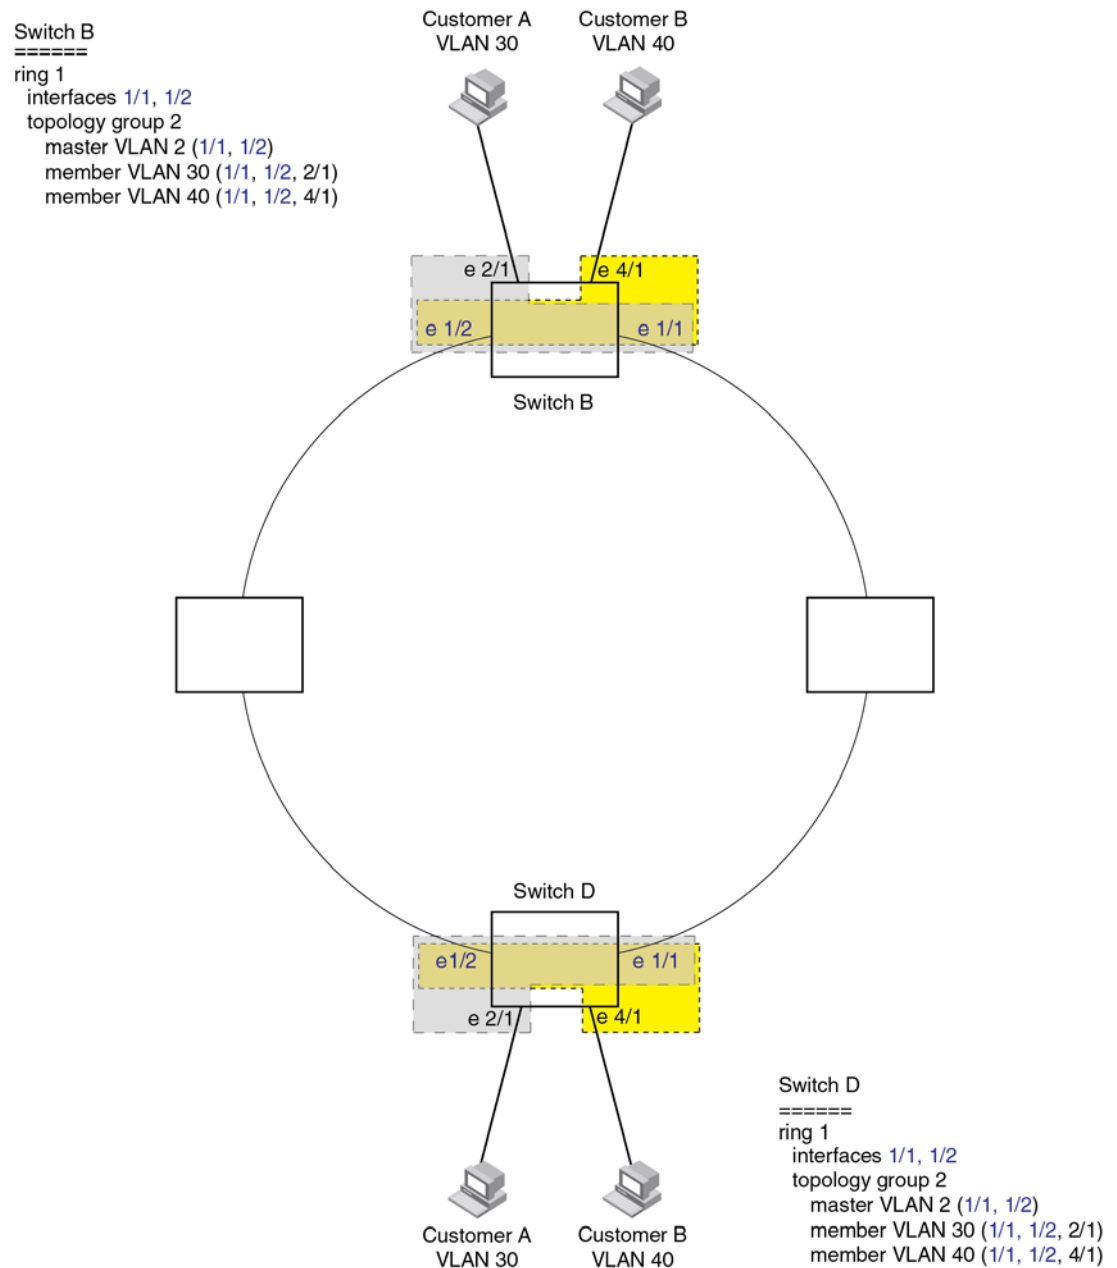 Switch B
======
ring 1
interfaces 1/1, 1/2
topology group 2
master VLAN 2 (1/1, 1/2)
member VLAN 30 (1/1, 1/2, 2/1)
member VLAN 40 (1/1, 1/2, 4/1)
Customer A
VLAN 30
Customer B
VLAN 40
e 2/1
e 4/1
e 1/2
e 1/1
Switch B
Switch D
e1/2
e 1/1
e 2/1
e 4/1
Customer A
VLAN 30
Customer B
VLAN 40
Switch D
======
ring 1
interfaces 1/1, 1/2
topology group 2
master VLAN 2 (1/1, 1/2)
member VLAN 30 (1/1, 1/2, 2/1)
member VLAN 40 (1/1, 1/2, 4/1)